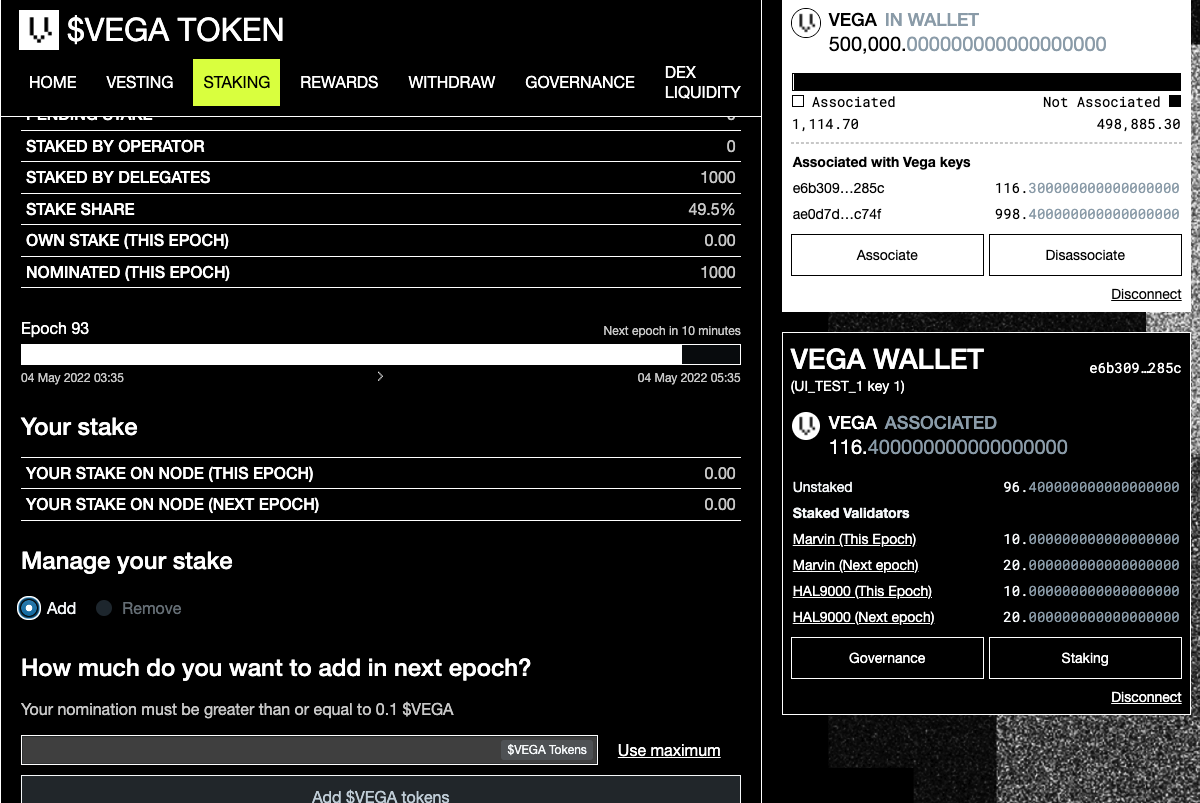 $VEGA TOKEN
HOME VESTING STAKING REWARDS WITHDRAW GOVERNANCE DEX LIQUIDITY
PENDING STAKE 0
STAKED BY OPERATOR 0
STAKED BY DELEGATES 1000
STAKE SHARE 49.5%
OWN STAKE (THIS EPOCH) 0.00
NOMINATED (THIS EPOCH) 1000
Epoch 93 Next epoch in 10 minutes
04 May 2022 03:35 04 May 2022 05:35
Your stake
YOUR STAKE ON NODE (THIS EPOCH) 0.00
YOUR STAKE ON NODE (NEXT EPOCH) 0.00
Manage your stake
Add Remove
How much do you want to add in next epoch?
Your nomination must be greater than or equal to 0.1 $VEGA
$VEGA Tokens Use maximum
Add $VEGA tokens
VEGA IN WALLET
500,000.000000000000000000
Associated Not Associated
1,114.70 498,885.30
Associated with Vega keys
e6b309…285c 116.300000000000000000
ae0d7d…c74f 998.400000000000000000
Associate Disassociate
Disconnect
VEGA WALLET e6b309…285c
(UI_TEST_1 key 1)
VEGA ASSOCIATED
116.400000000000000000
Unstaked 96.400000000000000000
Staked Validators
Marvin (This Epoch) 10.000000000000000000
Marvin (Next epoch) 20.000000000000000000
HAL9000 (This Epoch) 10.000000000000000000
HAL9000 (Next epoch) 20.000000000000000000
Governance Staking
Disconnect